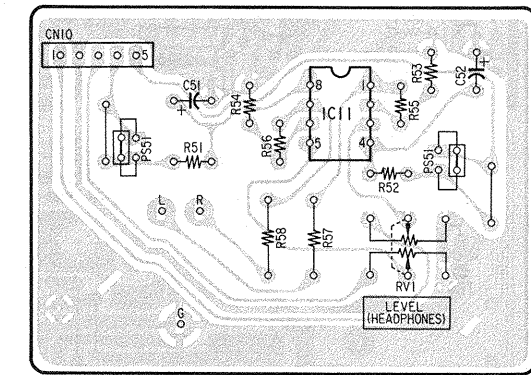 CN10
1 5
C51
+
R54
8 1
IC11
5 4
R55
R53
C52
+
R56
PS51
R51
PS51
R52
L R
R58
R57
RV1
LEVEL
(HEADPHONES)
G